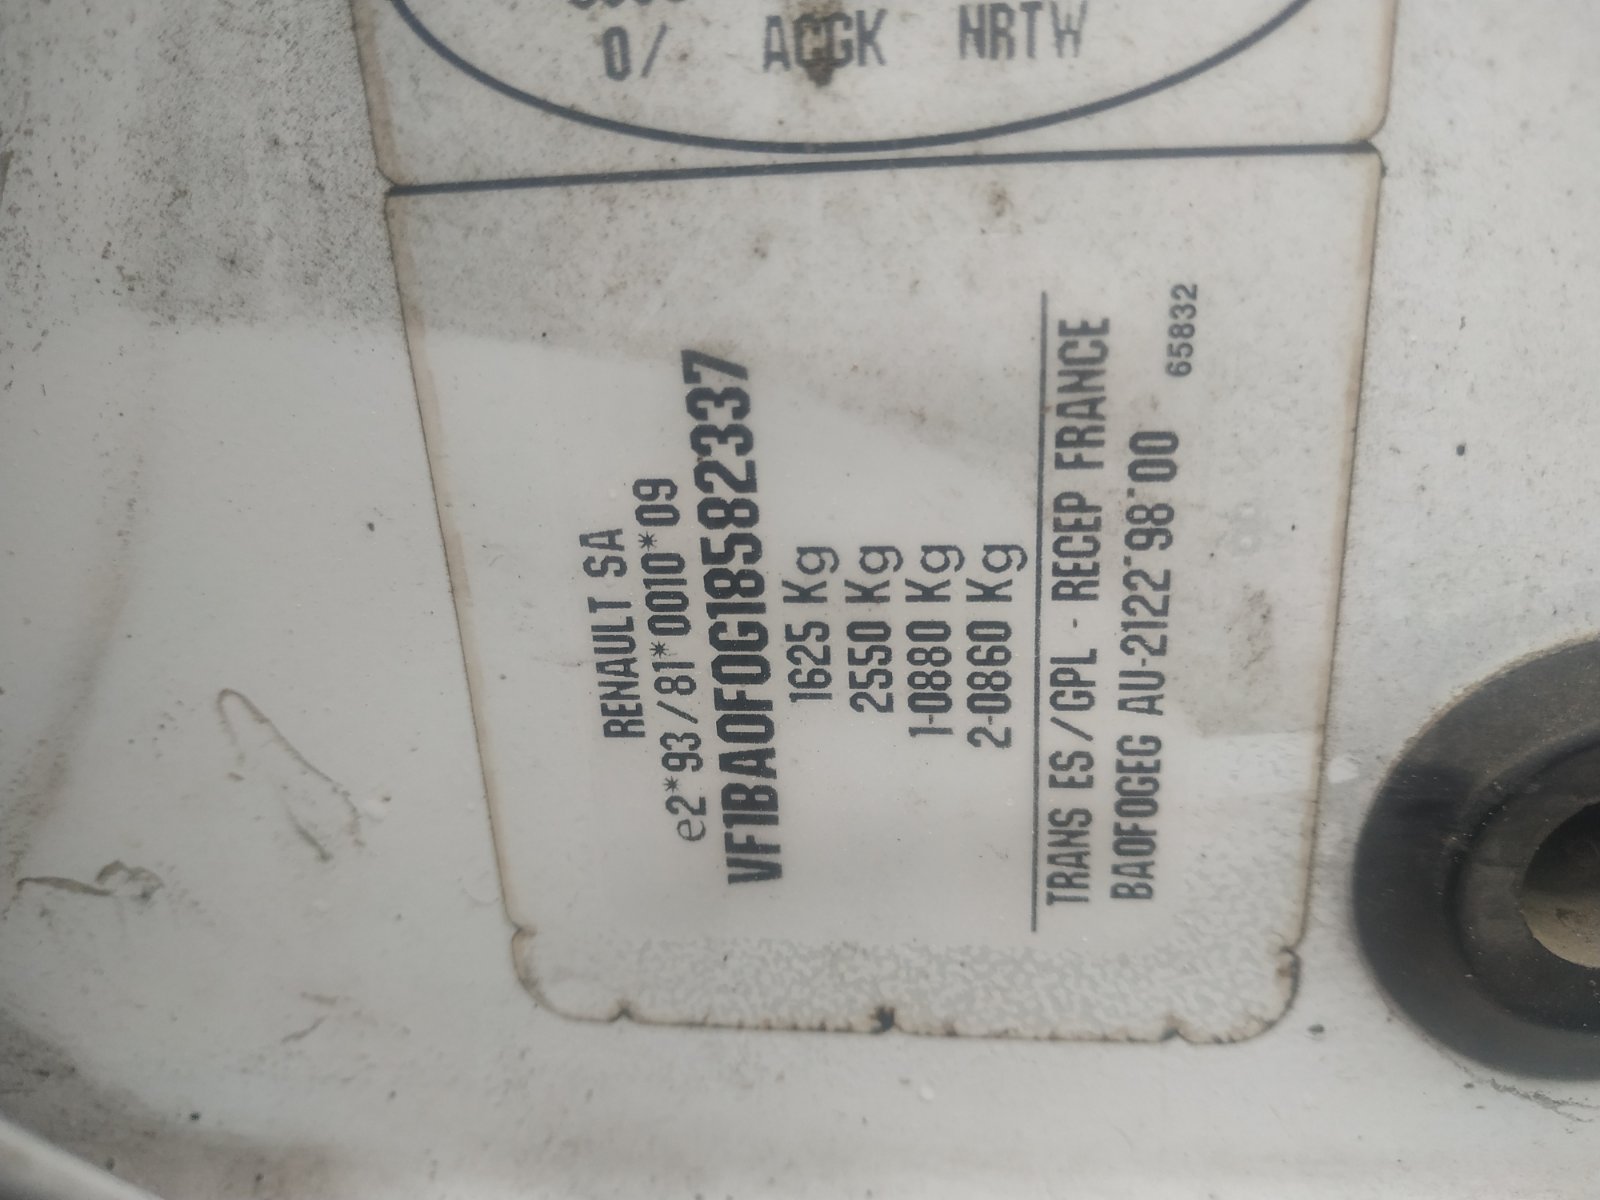 0/ ACGK NRTW
RENAULT SA
e2*93/81*0010*09
VF1BA0F0G18582337
1625 Kg
2550 Kg
1-0880 Kg
2-0860 Kg
TRANS ES/GPL - RECEP FRANCE
BA0F0GEG AU-2122"98"00
65832